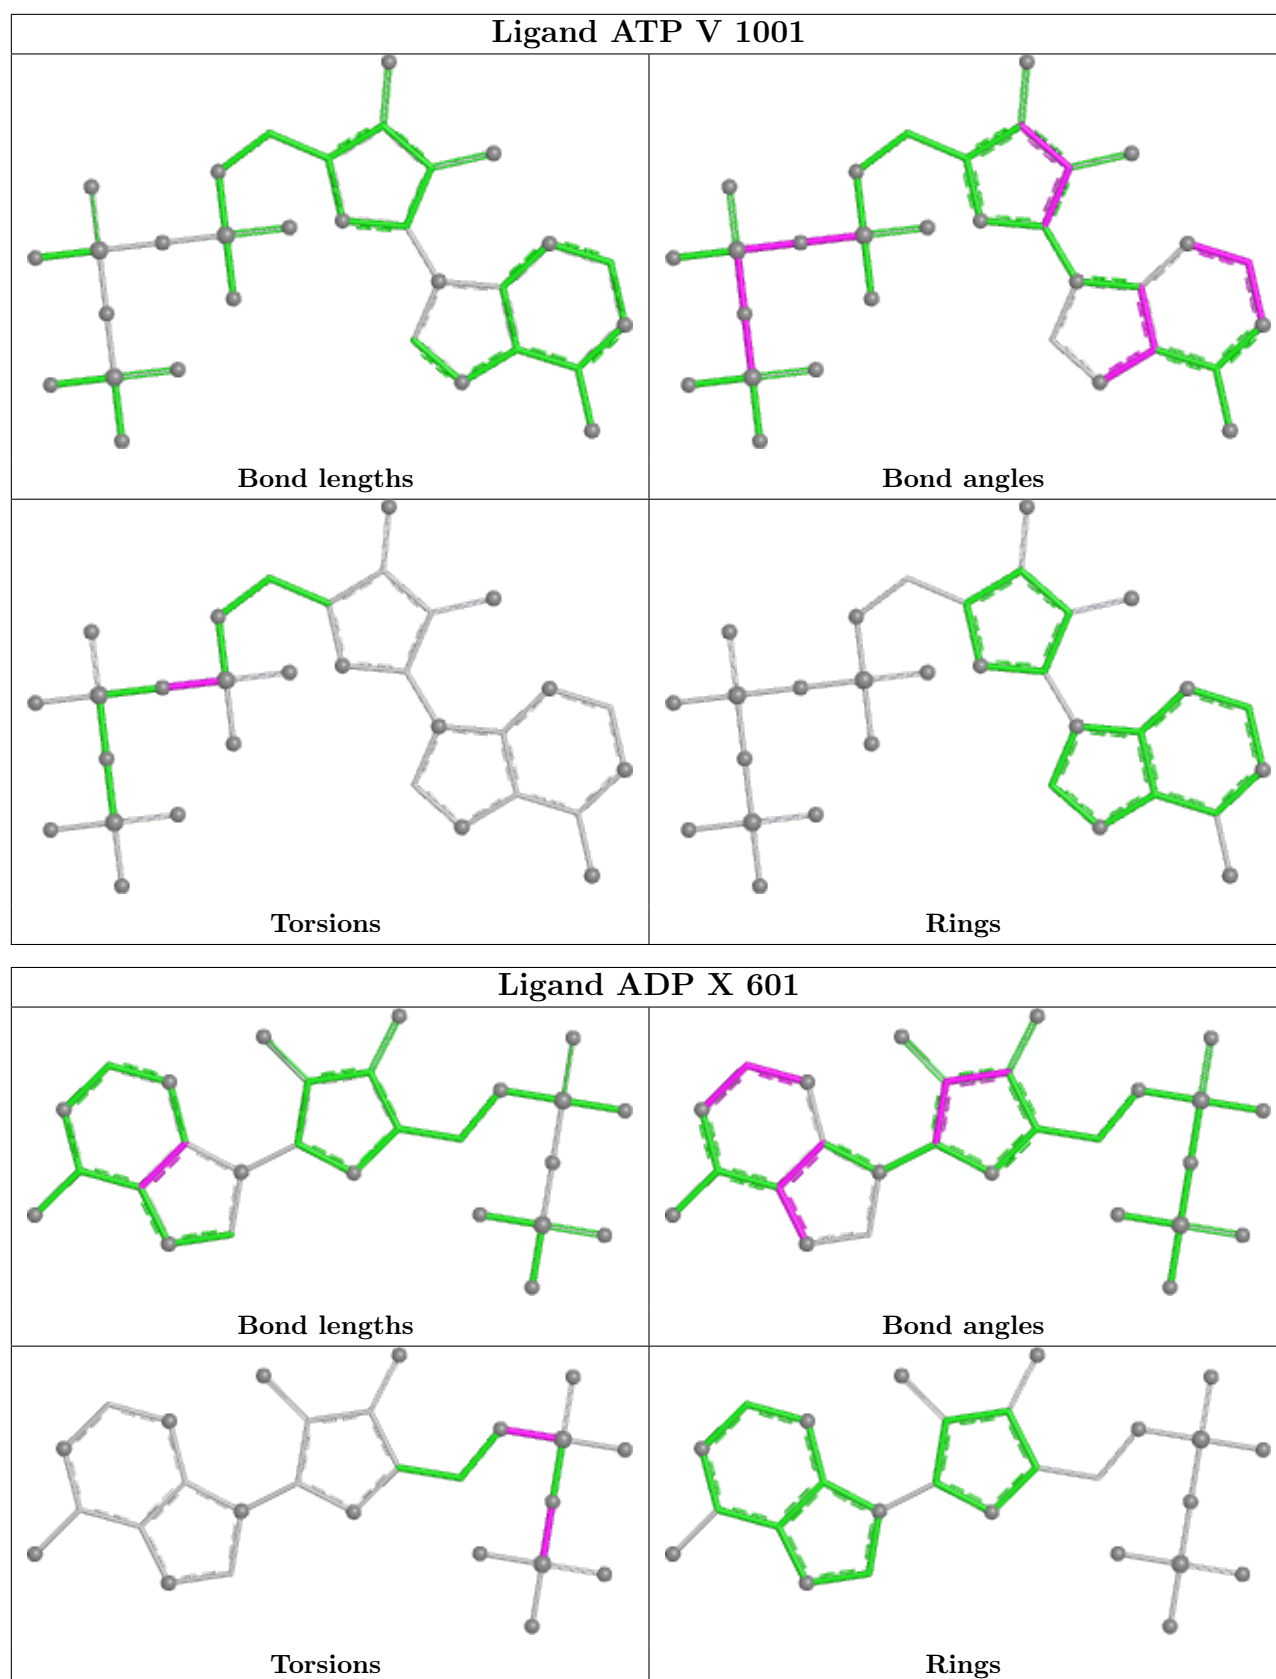 Ligand ATP V 1001
Bond lengths
Bond angles
Torsions
Rings
Ligand ADP X 601
Bond lengths
Bond angles
Torsions
Rings